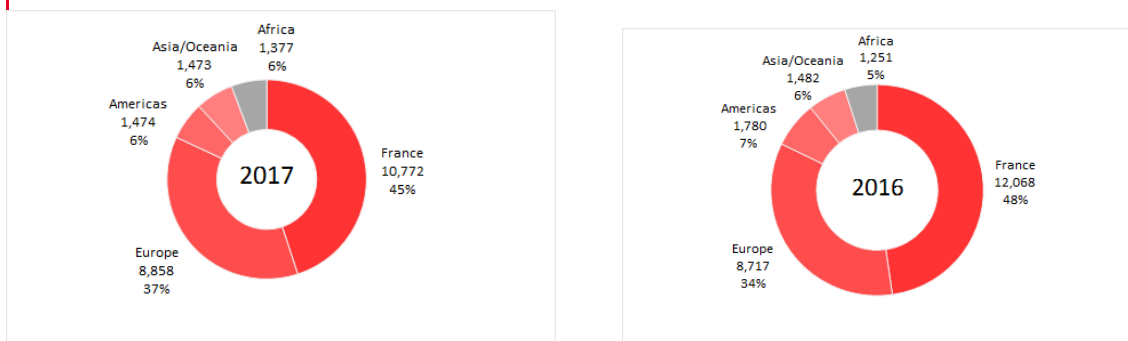 Africa
1,377
6%
Asia/Oceania
1,473
6%
Americas
1,474
6%
France
10,772
45%
2017
Europe
8,858
37%
Africa
1,251
5%
Asia/Oceania
1,482
6%
Americas
1,780
7%
France
12,068
48%
2016
Europe
8,717
34%